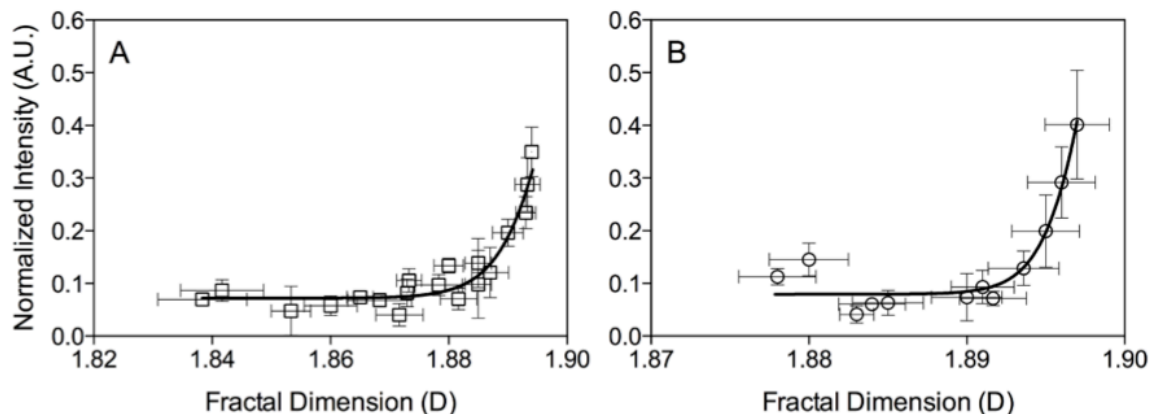 Normalized Intensity (A.U.)
A
0.6
0.5
0.4
0.3
0.2
0.1
0.0
1.82 1.84 1.86 1.88 1.90
Fractal Dimension (D)
B
0.6
0.5
0.4
0.3
0.2
0.1
0.0
1.87 1.88 1.89 1.90
Fractal Dimension (D)